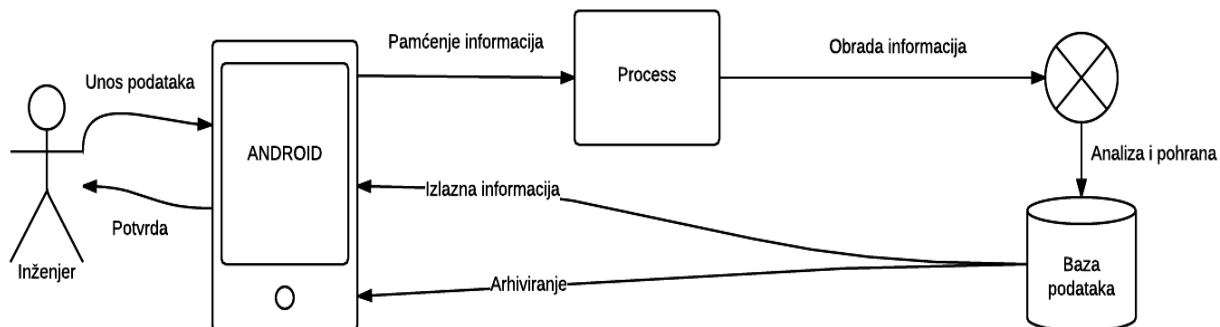 Pamćenje informacija
Obrada informacija
Process
Unos podataka
ANDROID
Analiza i pohrana
Izlazna informacija
Potvrda
Inženjer
Baza
podataka
Arhiviranje